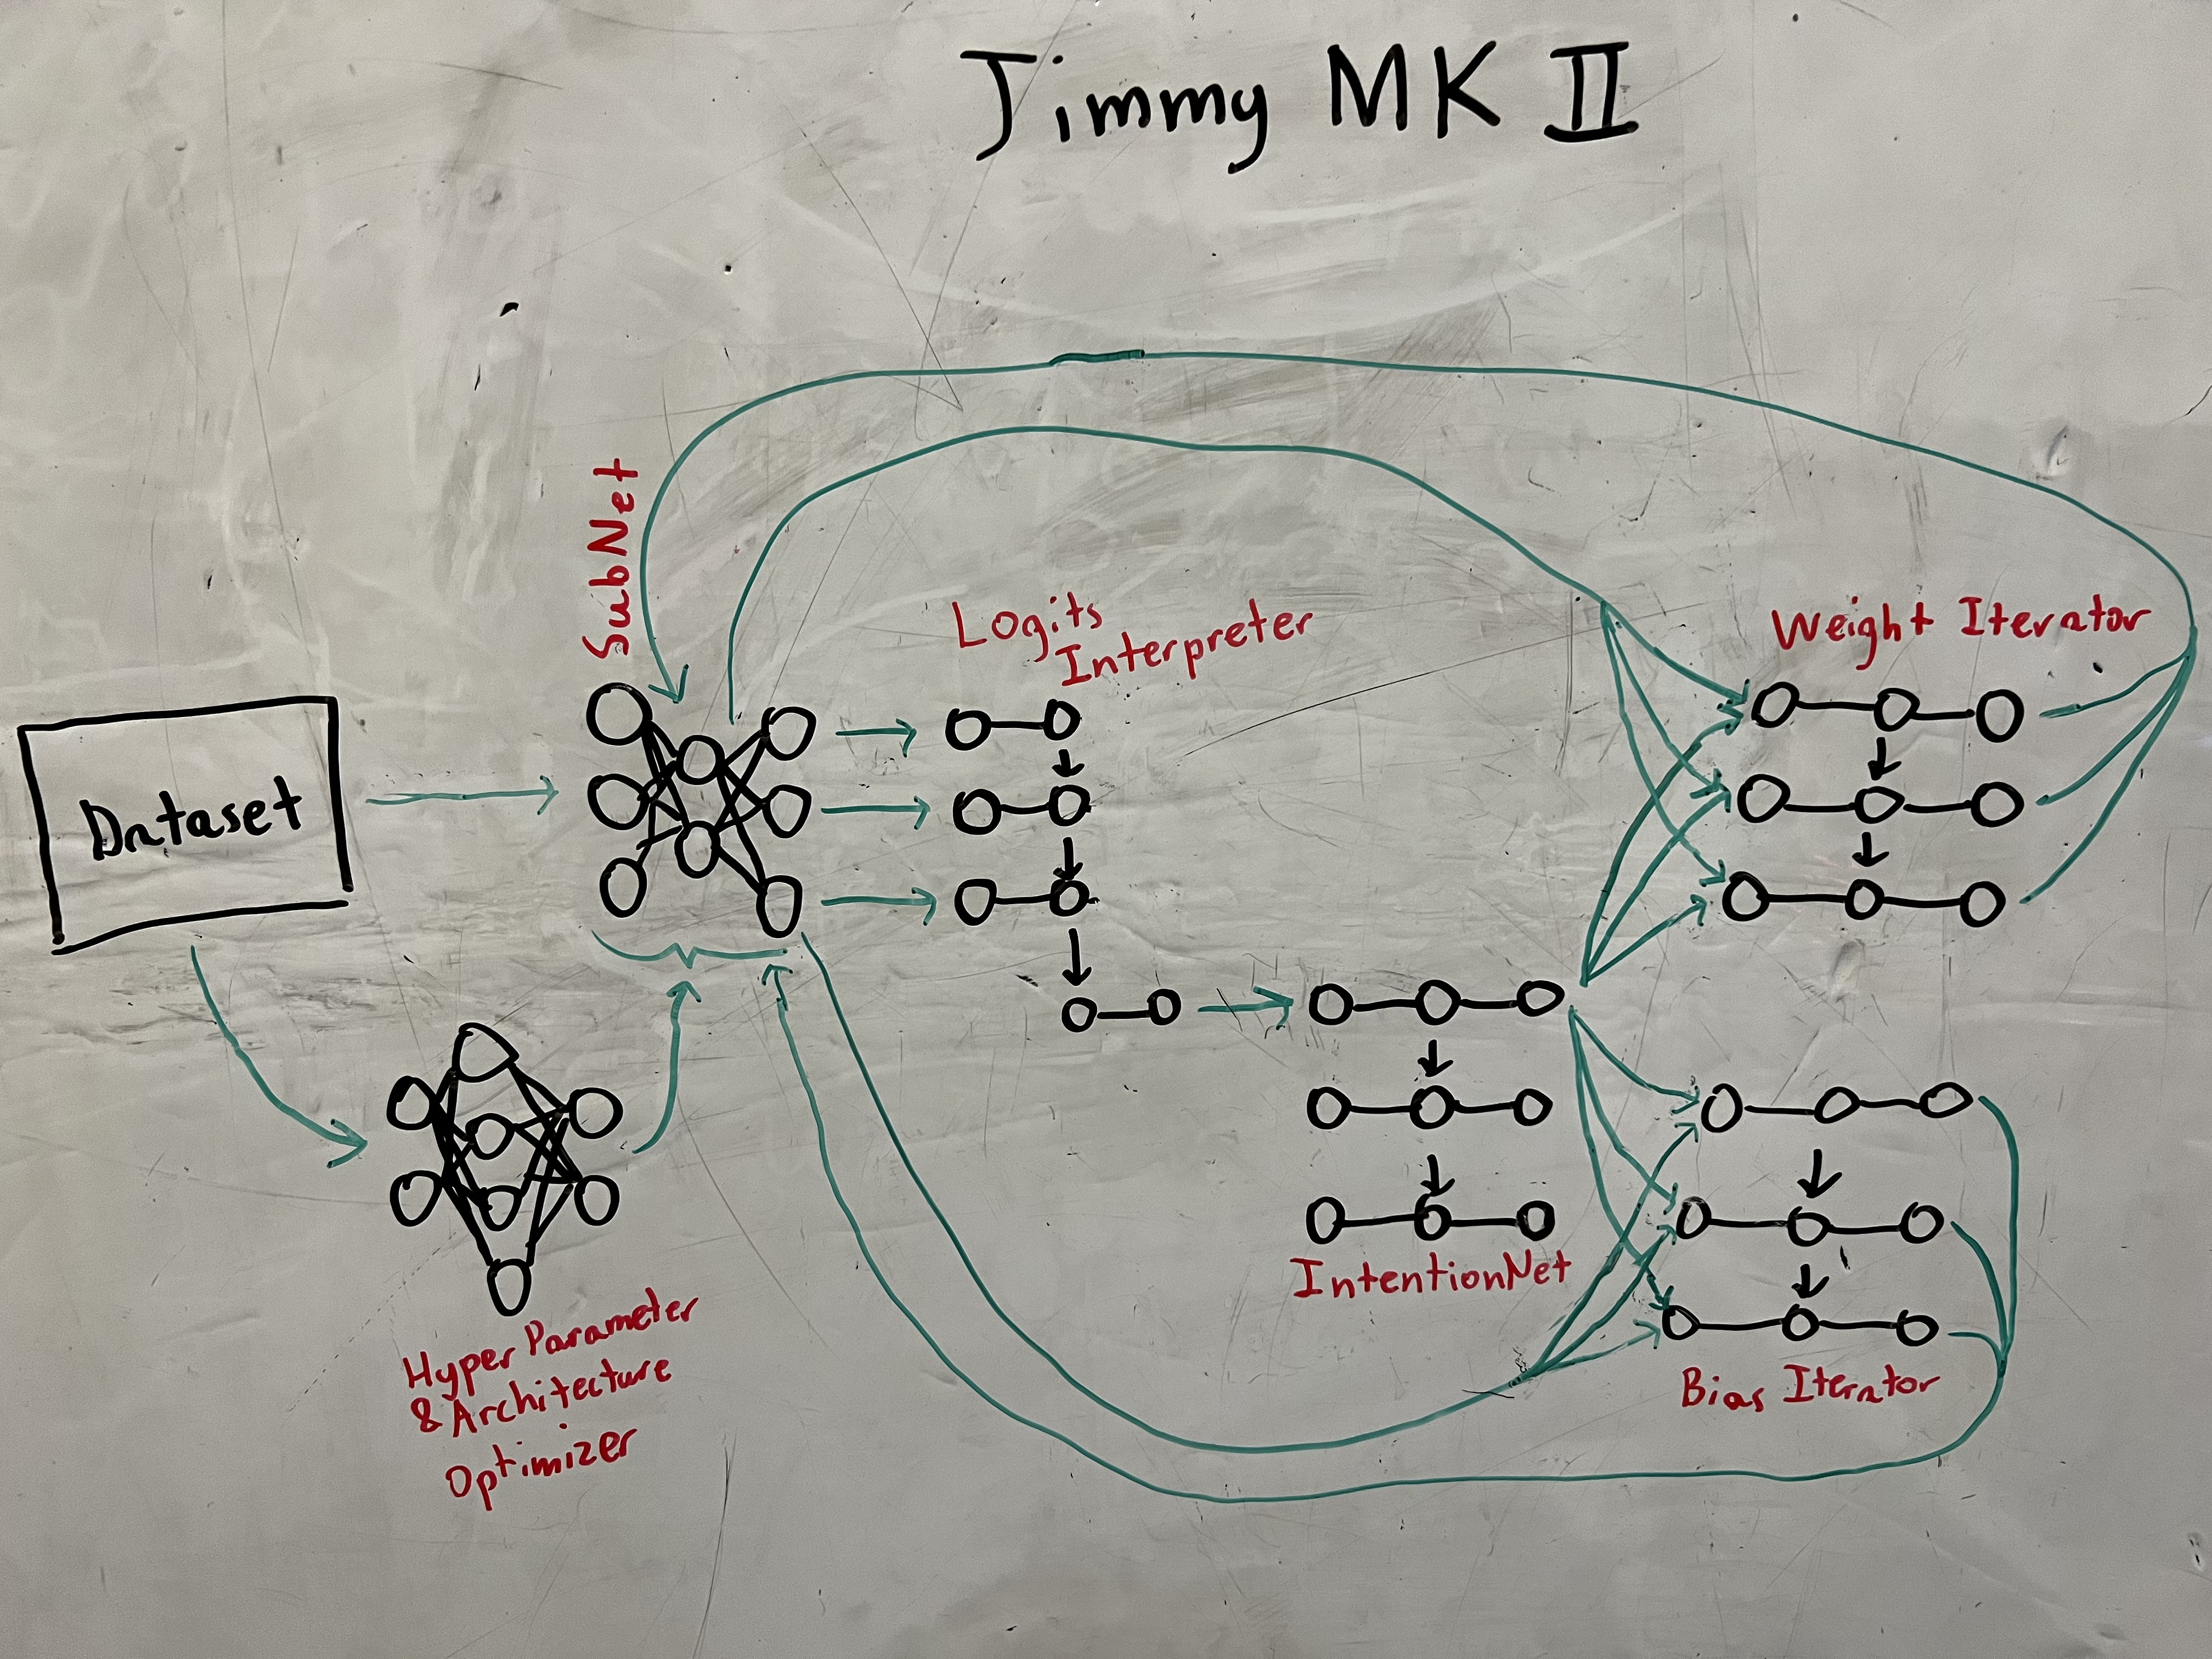 Jimmy MK II
SubNet
Logits
Interpreter
Weight Iterator
Dataset
IntentionNet
Hyper Parameter
& Architecture
Optimizer
Bias Iterator